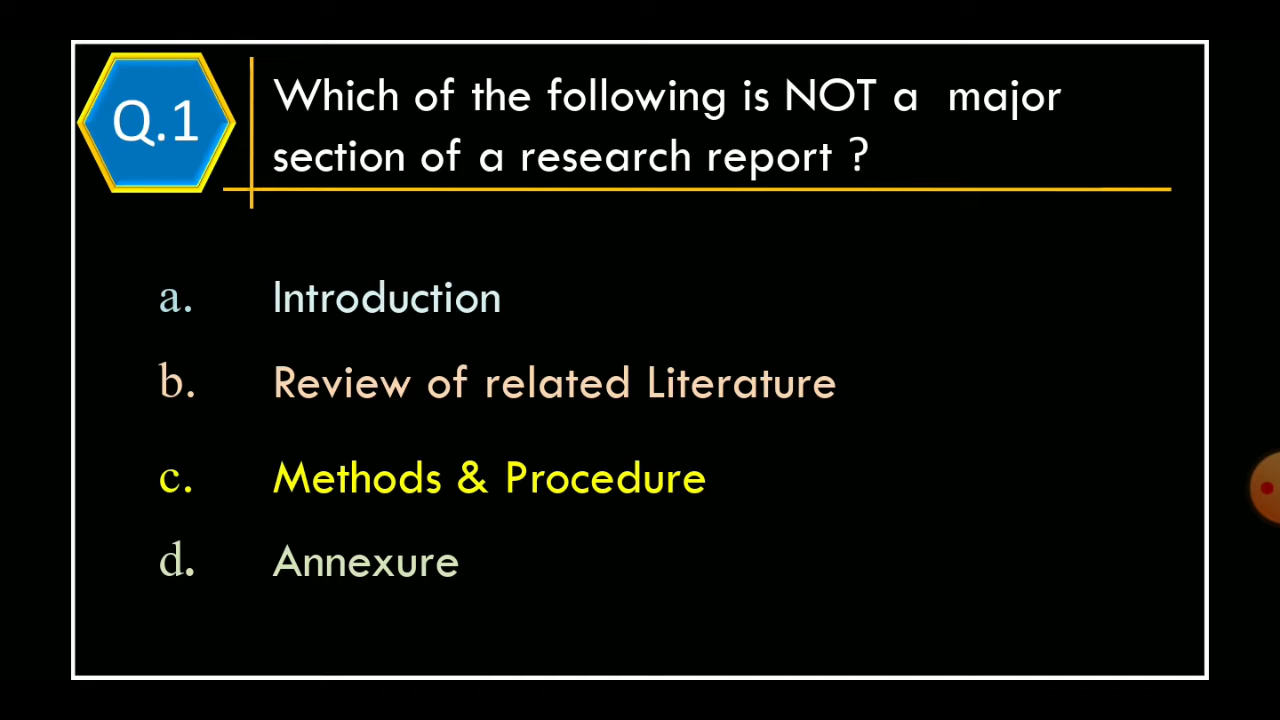 Q.1
Which of the following is NOT a major
section of a research report ?
a. Introduction
b. Review of related Literature
c. Methods & Procedure
d. Annexure